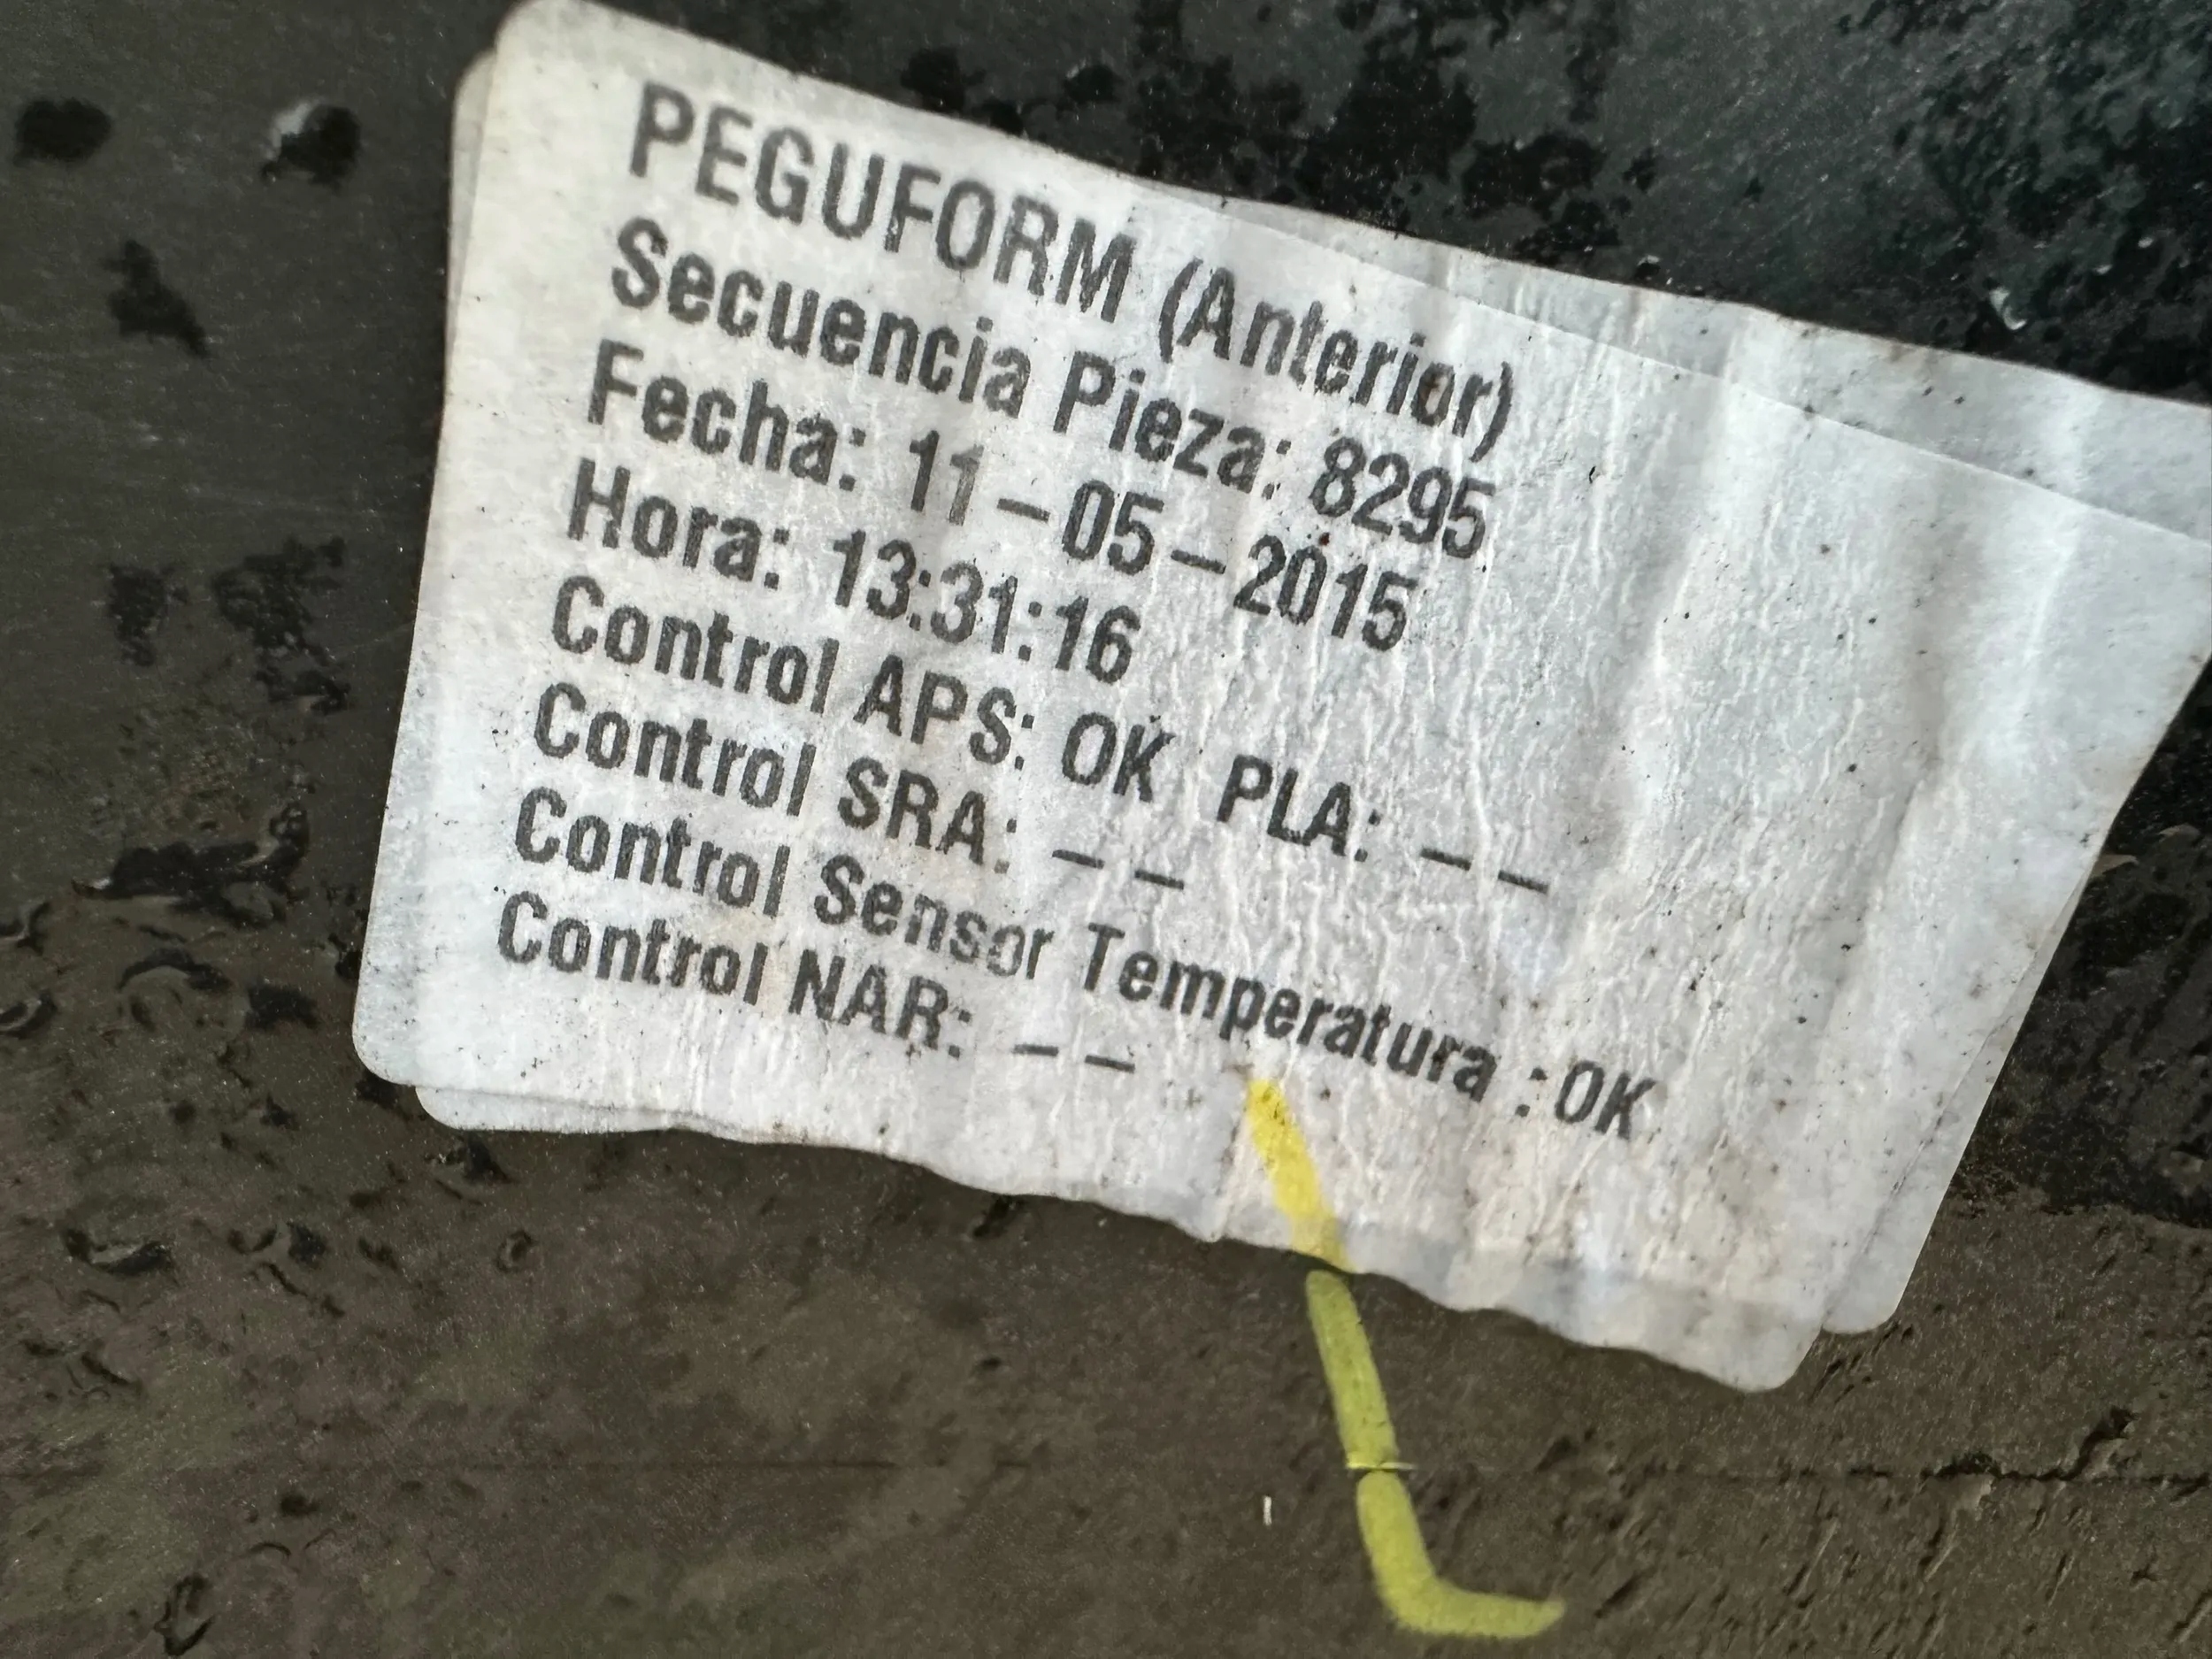 PEGUFORM (Anterior)
Secuencia Pieza: 8295
Fecha: 11-05-2015
Hora: 13:31:16
Control APS: OK PLA: --
Control SRA: --
Control Sensor Temperatura : OK
Control NAR: --